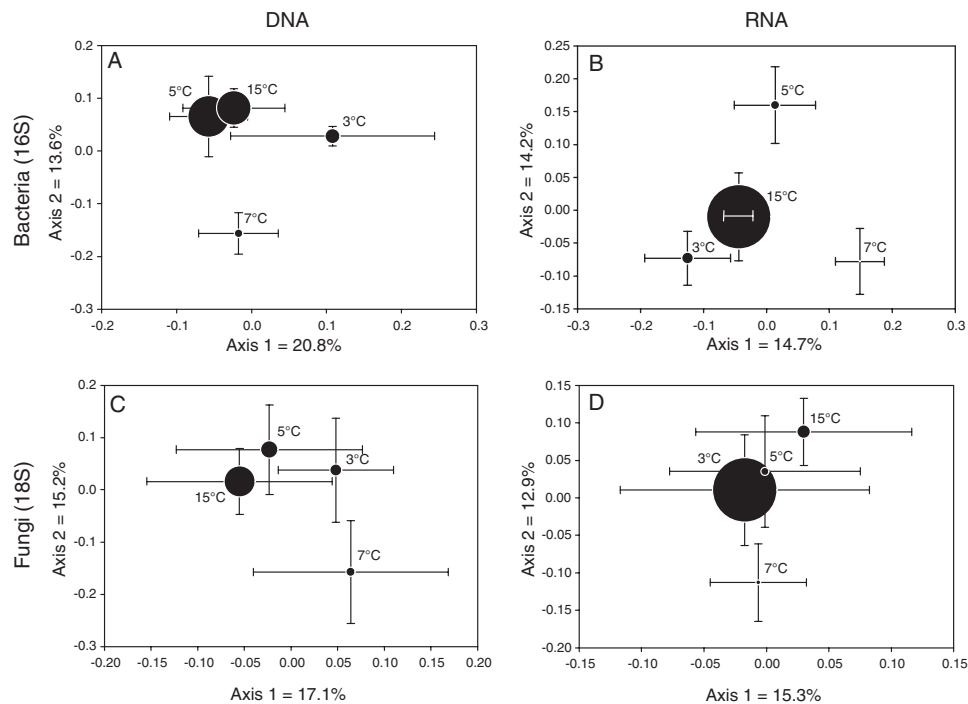 DNA
RNA
Bacteria (16S)
Fungi (18S)
A
5°C
15°C
3°C
7°C
0.2
0.1
0.0
-0.1
-0.2
-0.3
Axis 2 = 13.6%
-0.2
-0.1
0.0
0.1
0.2
0.3
Axis 1 = 20.8%
B
5°C
15°C
3°C
7°C
0.25
0.20
0.15
0.10
0.05
0.00
-0.05
-0.10
-0.15
Axis 2 = 14.2%
-0.3
-0.2
-0.1
0.0
0.1
0.2
0.3
Axis 1 = 14.7%
C
5°C
3°C
15°C
7°C
0.2
0.1
0.0
-0.1
-0.2
-0.3
Axis 2 = 15.2%
-0.20
-0.15
-0.10
-0.05
0.00
0.05
0.10
0.15
0.20
Axis 1 = 17.1%
D
15°C
3°C
5°C
7°C
0.15
0.10
0.05
0.00
-0.05
-0.10
-0.15
-0.20
Axis 2 = 12.9%
-0.15
-0.10
-0.05
0.00
0.05
0.10
0.15
Axis 1 = 15.3%